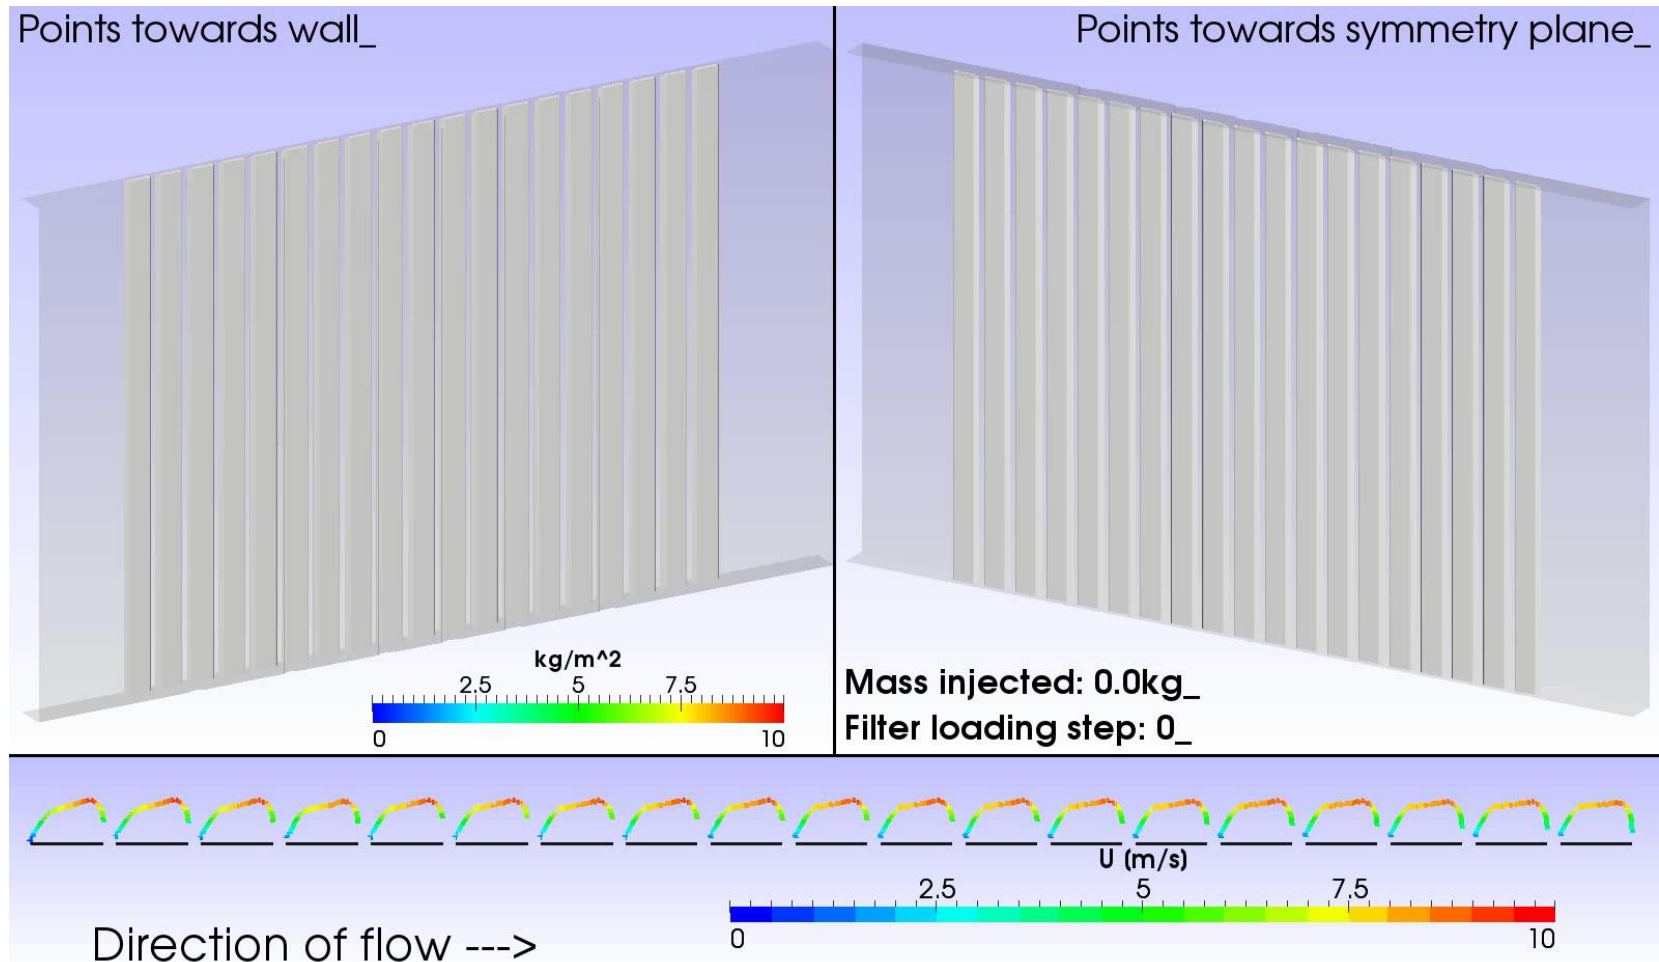 Points towards wall_
Points towards symmetry plane_
kg/m^2
2.5 5 7.5
0 10
Mass injected: 0.0kg_
Filter loading step: 0_
U (m/s)
2.5 5 7.5
0 10
Direction of flow --->